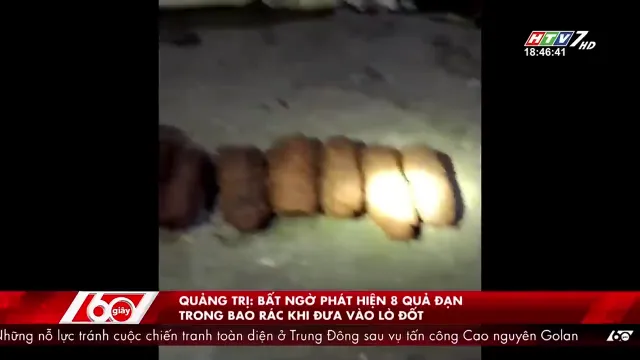 HTV7 HD
18:46:41
60 giây
QUẢNG TRỊ: BẤT NGỜ PHÁT HIỆN 8 QUẢ ĐẠN
TRONG BAO RÁC KHI ĐƯA VÀO LÒ ĐỐT
Những nỗ lực tránh cuộc chiến tranh toàn diện ở Trung Đông sau vụ tấn công Cao nguyên Golan
60s